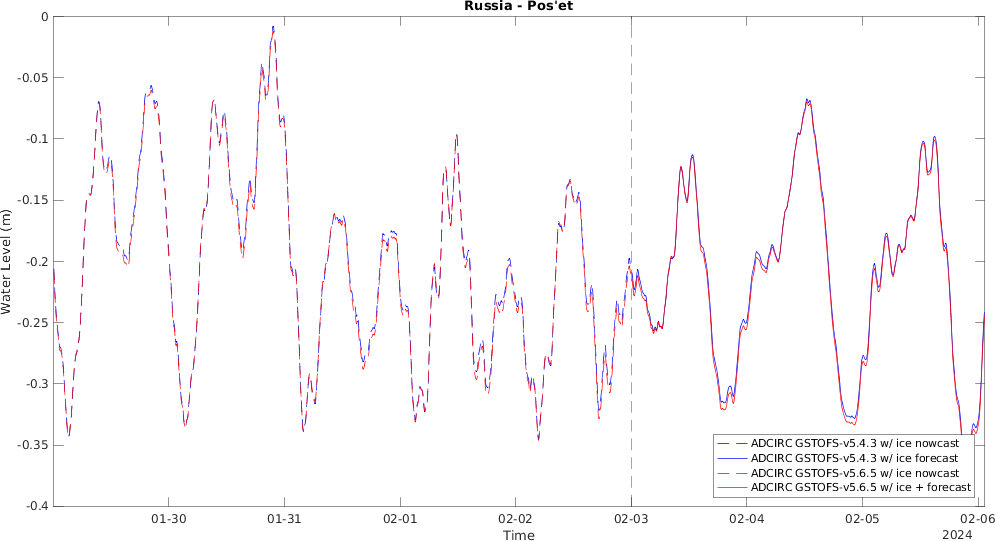 Russia - Pos'et
0
-0.05
-0.1
-0.15
-0.2
-0.25
-0.3
-0.35
-0.4
Water Level (m)
01-30
01-31
02-01
02-02
02-03
02-04
02-05
02-06
2024
Time
ADCIRC GSTOFS-v5.4.3 w/ ice nowcast
ADCIRC GSTOFS-v5.4.3 w/ ice forecast
ADCIRC GSTOFS-v5.6.5 w/ ice nowcast
ADCIRC GSTOFS-v5.6.5 w/ ice + forecast